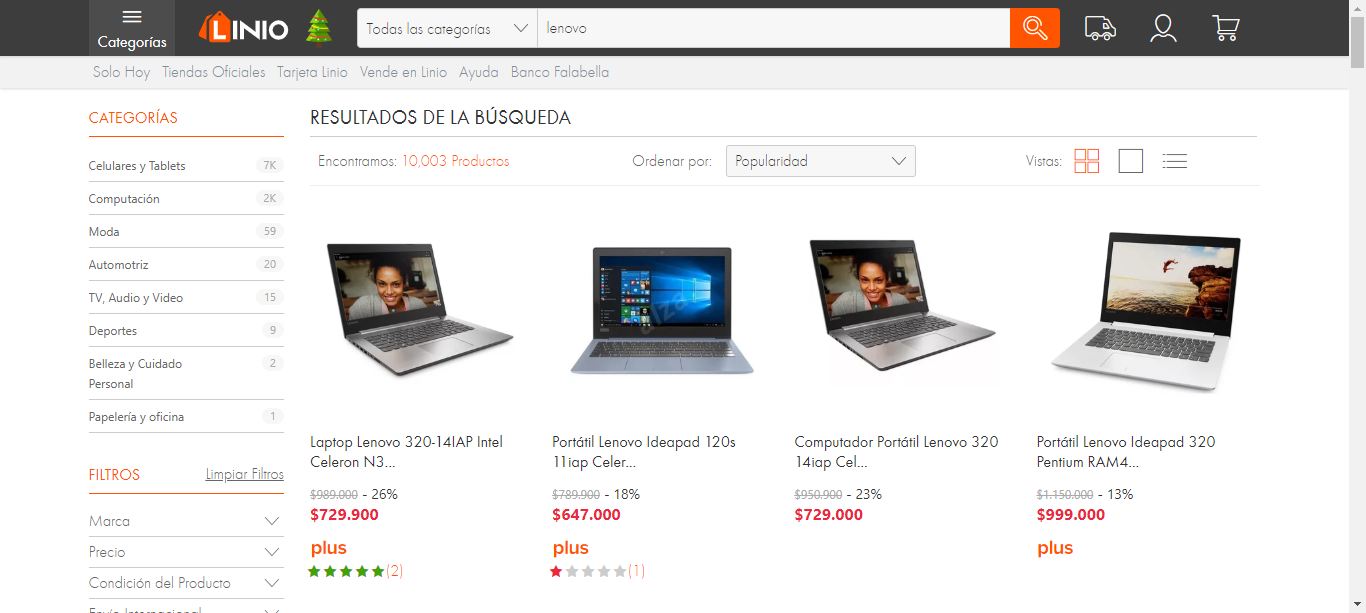 Categorías
LINIO
Todas las categorías
lenovo
Solo Hoy Tiendas Oficiales Tarjeta Linio Vende en Linio Ayuda Banco Falabella
CATEGORÍAS
Celulares y Tablets 7K
Computación 2K
Moda 59
Automotriz 20
TV, Audio y Video 15
Deportes 9
Belleza y Cuidado 2
Personal
Papelería y oficina 1
FILTROS Limpiar Filtros
Marca
Precio
Condición del Producto
Envío Internacional
RESULTADOS DE LA BÚSQUEDA
Encontramos: 10,003 Productos
Ordenar por: Popularidad
Vistas:
Laptop Lenovo 320-14IAP Intel
Celeron N3...
$989.000 - 26%
$729.900
plus
(2)
Portátil Lenovo Ideapad 120s
11iap Celer...
$789.900 - 18%
$647.000
plus
(1)
Computador Portátil Lenovo 320
14iap Cel...
$950.900 - 23%
$729.000
Portátil Lenovo Ideapad 320
Pentium RAM4...
$1.150.000 - 13%
$999.000
plus